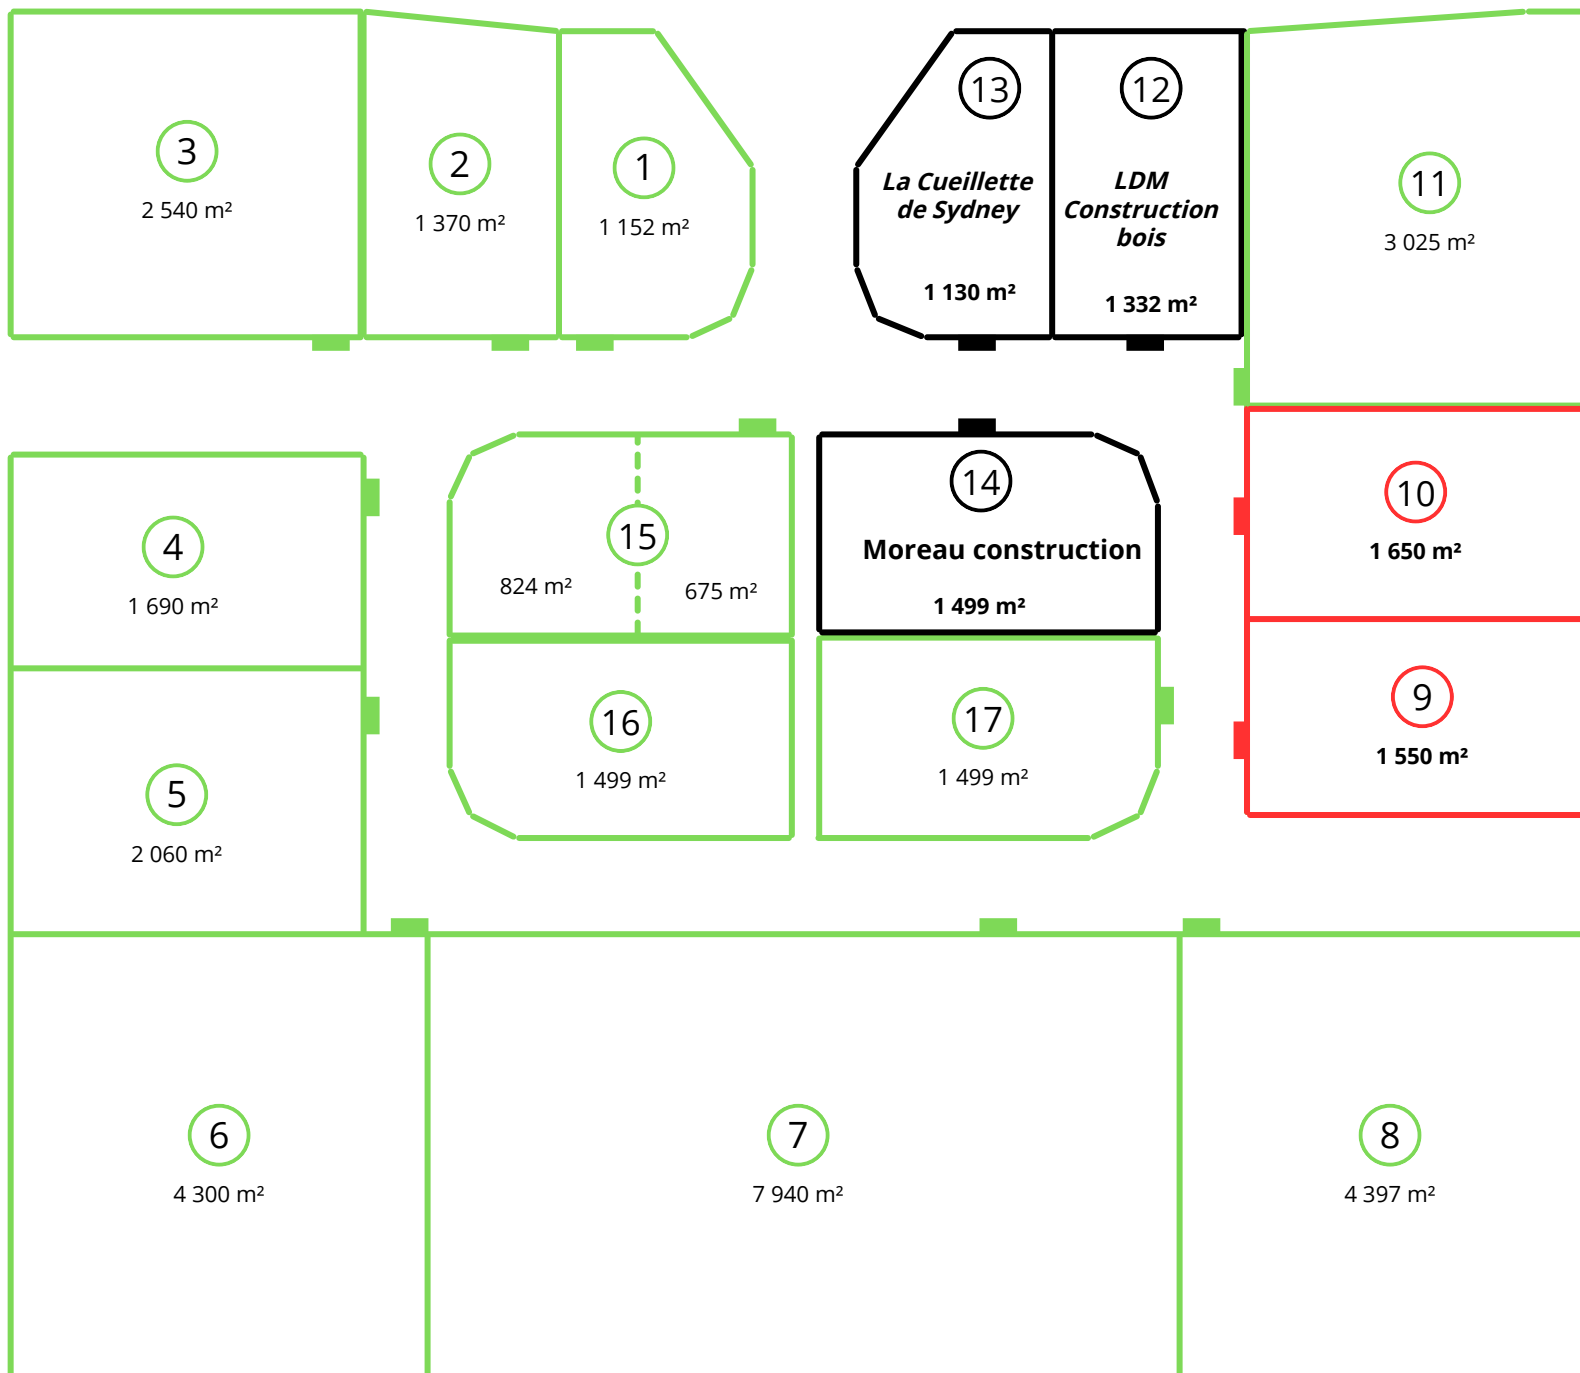 3
2 540 m²
2
1 370 m²
1
1 152 m²
13
La Cueillette
de Sydney
1 130 m²
12
LDM
Construction
bois
1 332 m²
11
3 025 m²
4
1 690 m²
15
824 m²
675 m²
14
Moreau construction
1 499 m²
10
1 650 m²
5
2 060 m²
16
1 499 m²
17
1 499 m²
9
1 550 m²
6
4 300 m²
7
7 940 m²
8
4 397 m²